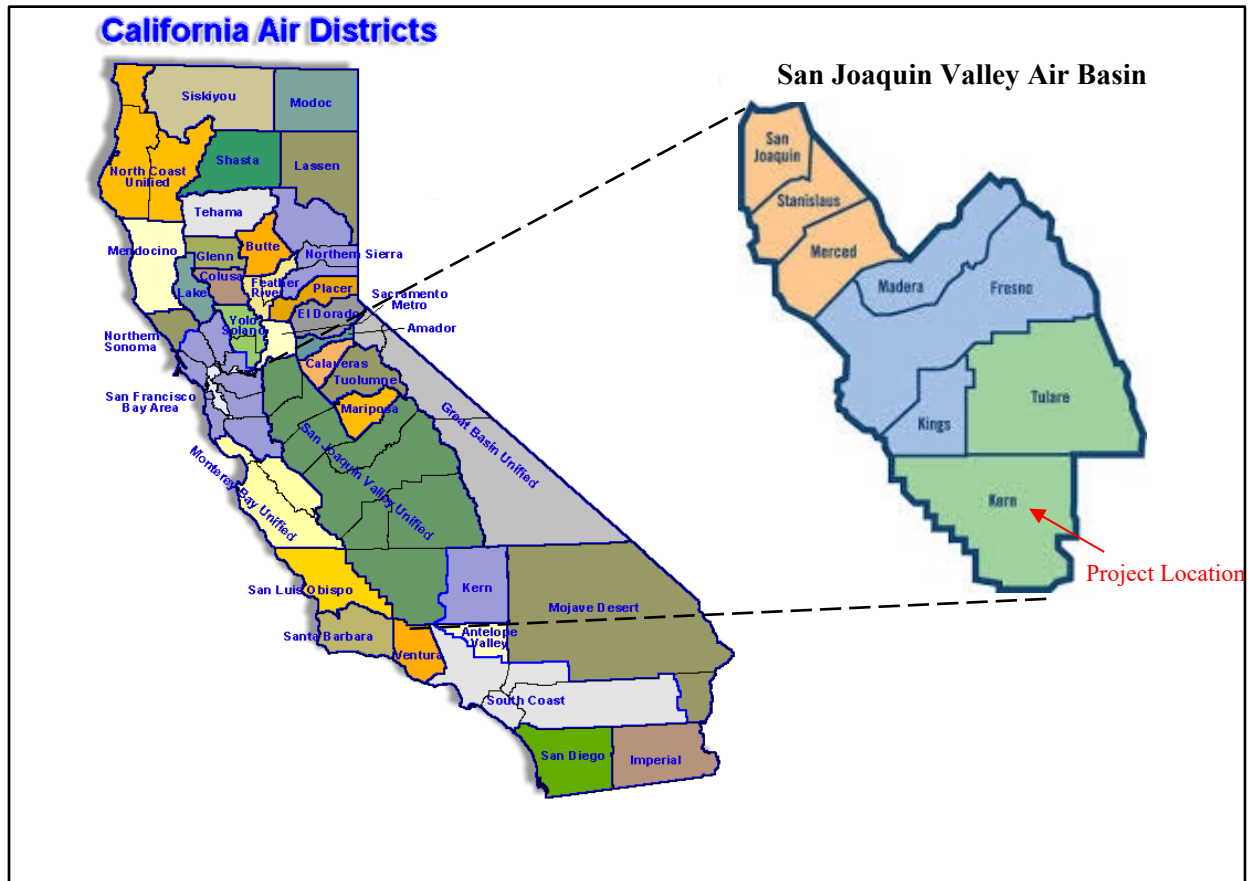 California Air Districts
San Joaquin Valley Air Basin
Siskiyou
Modoc
North Coast
Unified
Shasta
Lassen
Tehama
Mendocino
Glenn
Butte
Northern Sierra
Colusa
Lake
Feather
River
Placer
Sacramento
Metro
El Dorado
Yolo
Solano
Amador
Northern
Sonoma
Calaveras
Tuolumne
San Francisco
Bay Area
Mariposa
Great Basin Unified
San Joaquin Valley Unified
Monterey Bay Unified
San Luis Obispo
Kern
Mojave Desert
Santa Barbara
Antelope
Valley
Ventura
South Coast
San Diego
Imperial
San
Joaquin
Stanislaus
Merced
Madera
Fresno
Tulare
Kings
Kern
Project Location